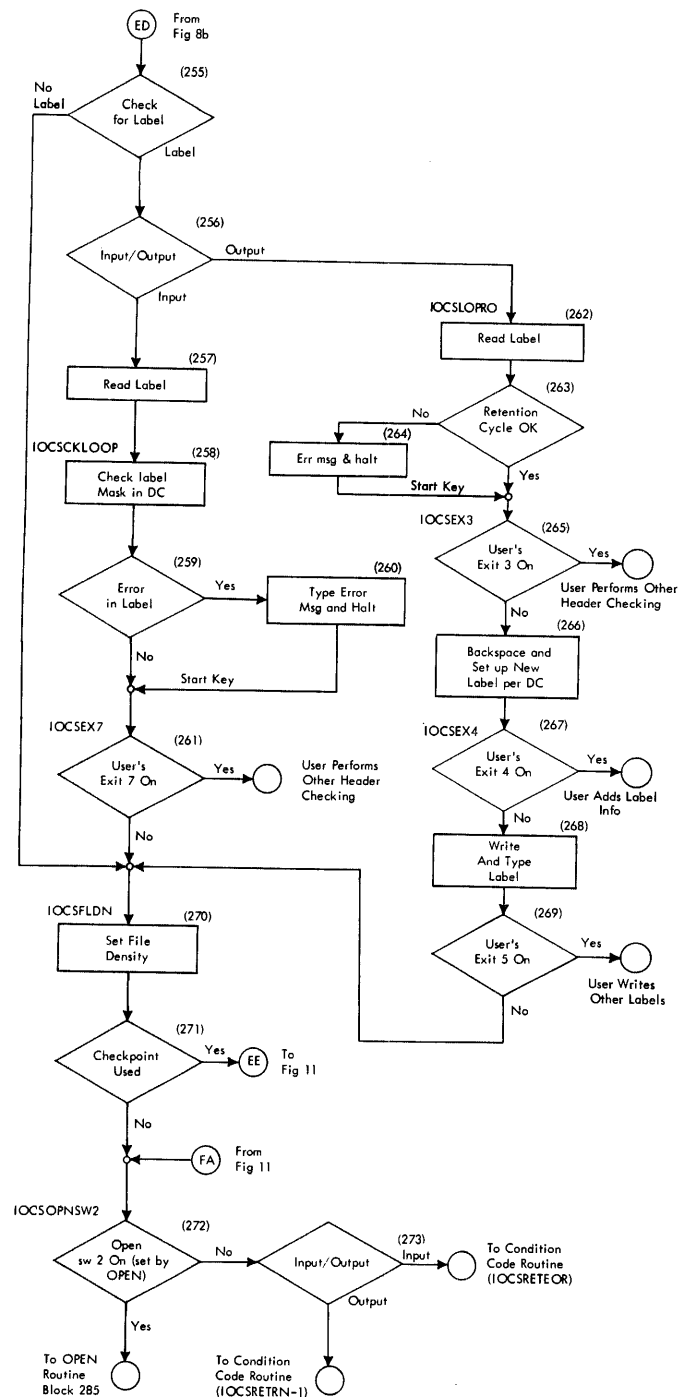 ED
From
Fig 8b
(255)
No
Label
Check
for Label
Label
(256)
Input/Output
Output
Input
IOCSLOPRO
(262)
Read Label
(257)
Read Label
(263)
Retention
Cycle OK
No
Yes
(264)
Err msg & halt
Start Key
IOCSCKLOOP
(258)
Check label
Mask in DC
IOCSEX3
(265)
User's
Exit 3 On
Yes
User Performs Other
Header Checking
No
(259)
Error
in Label
Yes
(260)
Type Error
Msg and Halt
No
Start Key
(266)
Backspace and
Set up New
Label per DC
IOCSEX7
(261)
User's
Exit 7 On
Yes
User Performs
Other Header
Checking
No
IOCSEX4
(267)
User's
Exit 4 On
Yes
User Adds Label
Info
No
(268)
Write
And Type
Label
(269)
User's
Exit 5 On
Yes
User Writes
Other Labels
No
IOCSFLDN
(270)
Set File
Density
(271)
Checkpoint
Used
Yes
EE
To
Fig 11
No
FA
From
Fig 11
IOCSOPNSW2
(272)
Open
sw 2 On (set by
OPEN)
No
(273)
Input/Output
Input
To Condition
Code Routine
(IOCSRETEOR)
Yes
Output
To OPEN
Routine
Block 285
To Condition
Code Routine
(IOCSRETRN-1)